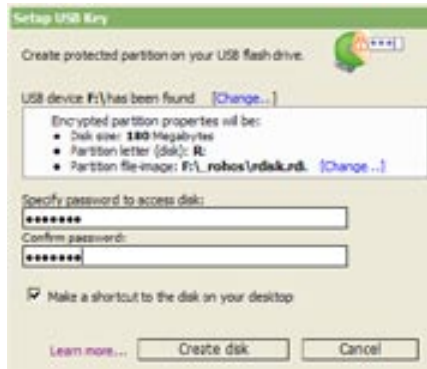 Setup USB Key
Create protected partition on your USB flash drive.
USB device F:\ has been found [Change...]
Encrypted partition properties will be:
• Disk size: 180 Megabytes
• Partition letter (disk): R:
• Partition file-image: F:\_rohos\rdisk.rd. [Change ..]
Specify password to access disk:
•••••••
Confirm password:
•••••••
Make a shortcut to the disk on your desktop
Learn more... Create disk Cancel